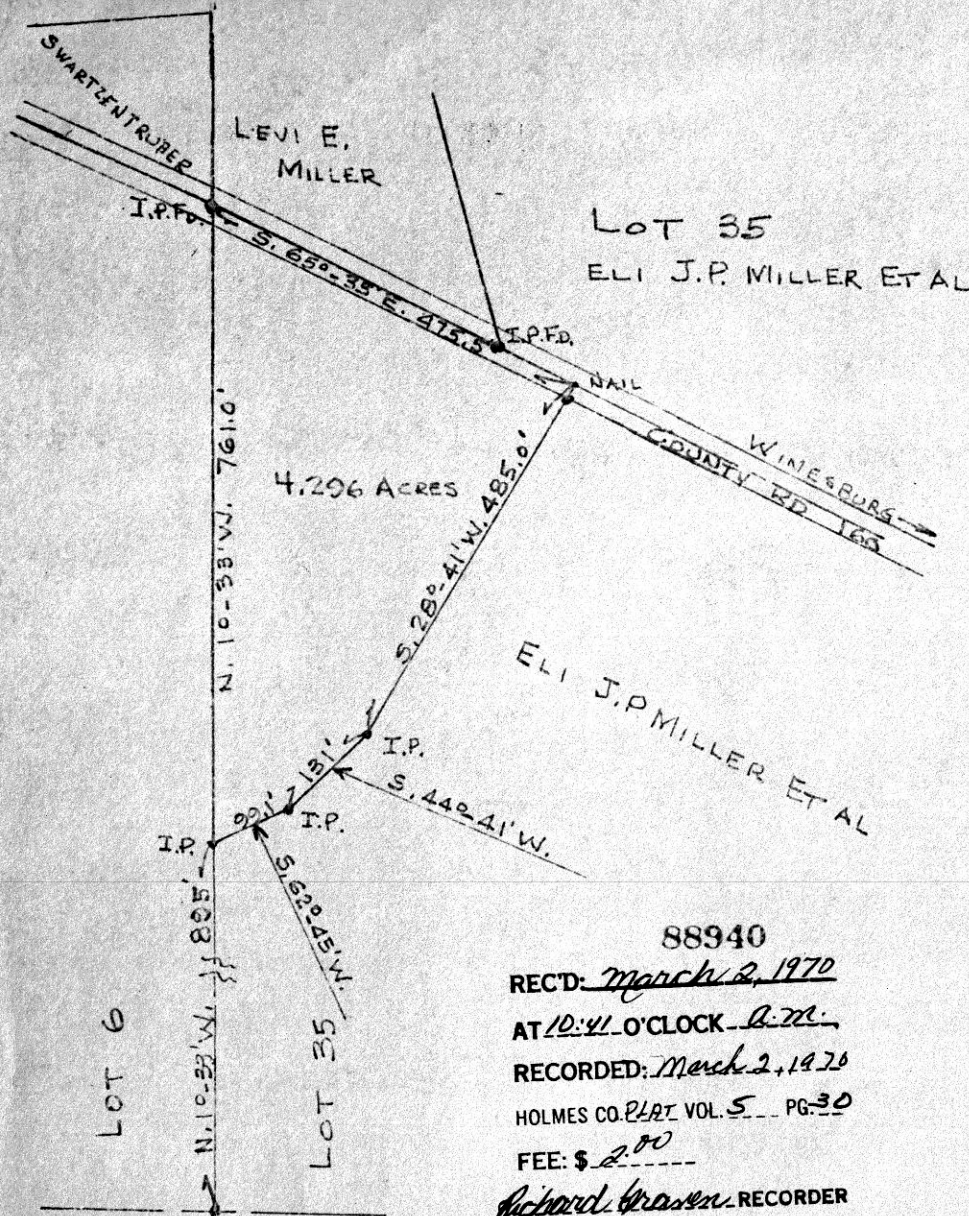 SWARTZENTRUBER
LEVI E.
MILLER
I.P.FD.
S. 65°-35'E. 475.5'
LOT 35
ELI J.P. MILLER ET AL
I.P.FD.
NAIL
WINESBURG
COUNTY RD 165
N. 1°-33'W. 761.0'
4.296 ACRES
S. 28°-41'W. 485.0'
ELI J.P MILLER ET AL
I.P.
131'
S. 44°-41'W.
99.1'
I.P.
I.P.
S. 62°-45'W.
N. 1°-33'W. 895'
LOT 6
LOT 35
88940
REC'D: March 2, 1970
AT 10:41 O'CLOCK A.M.
RECORDED: March 2, 1970
HOLMES CO. PLAT VOL. 5 PG. 30
FEE: $ 2.00
Richard Graven RECORDER